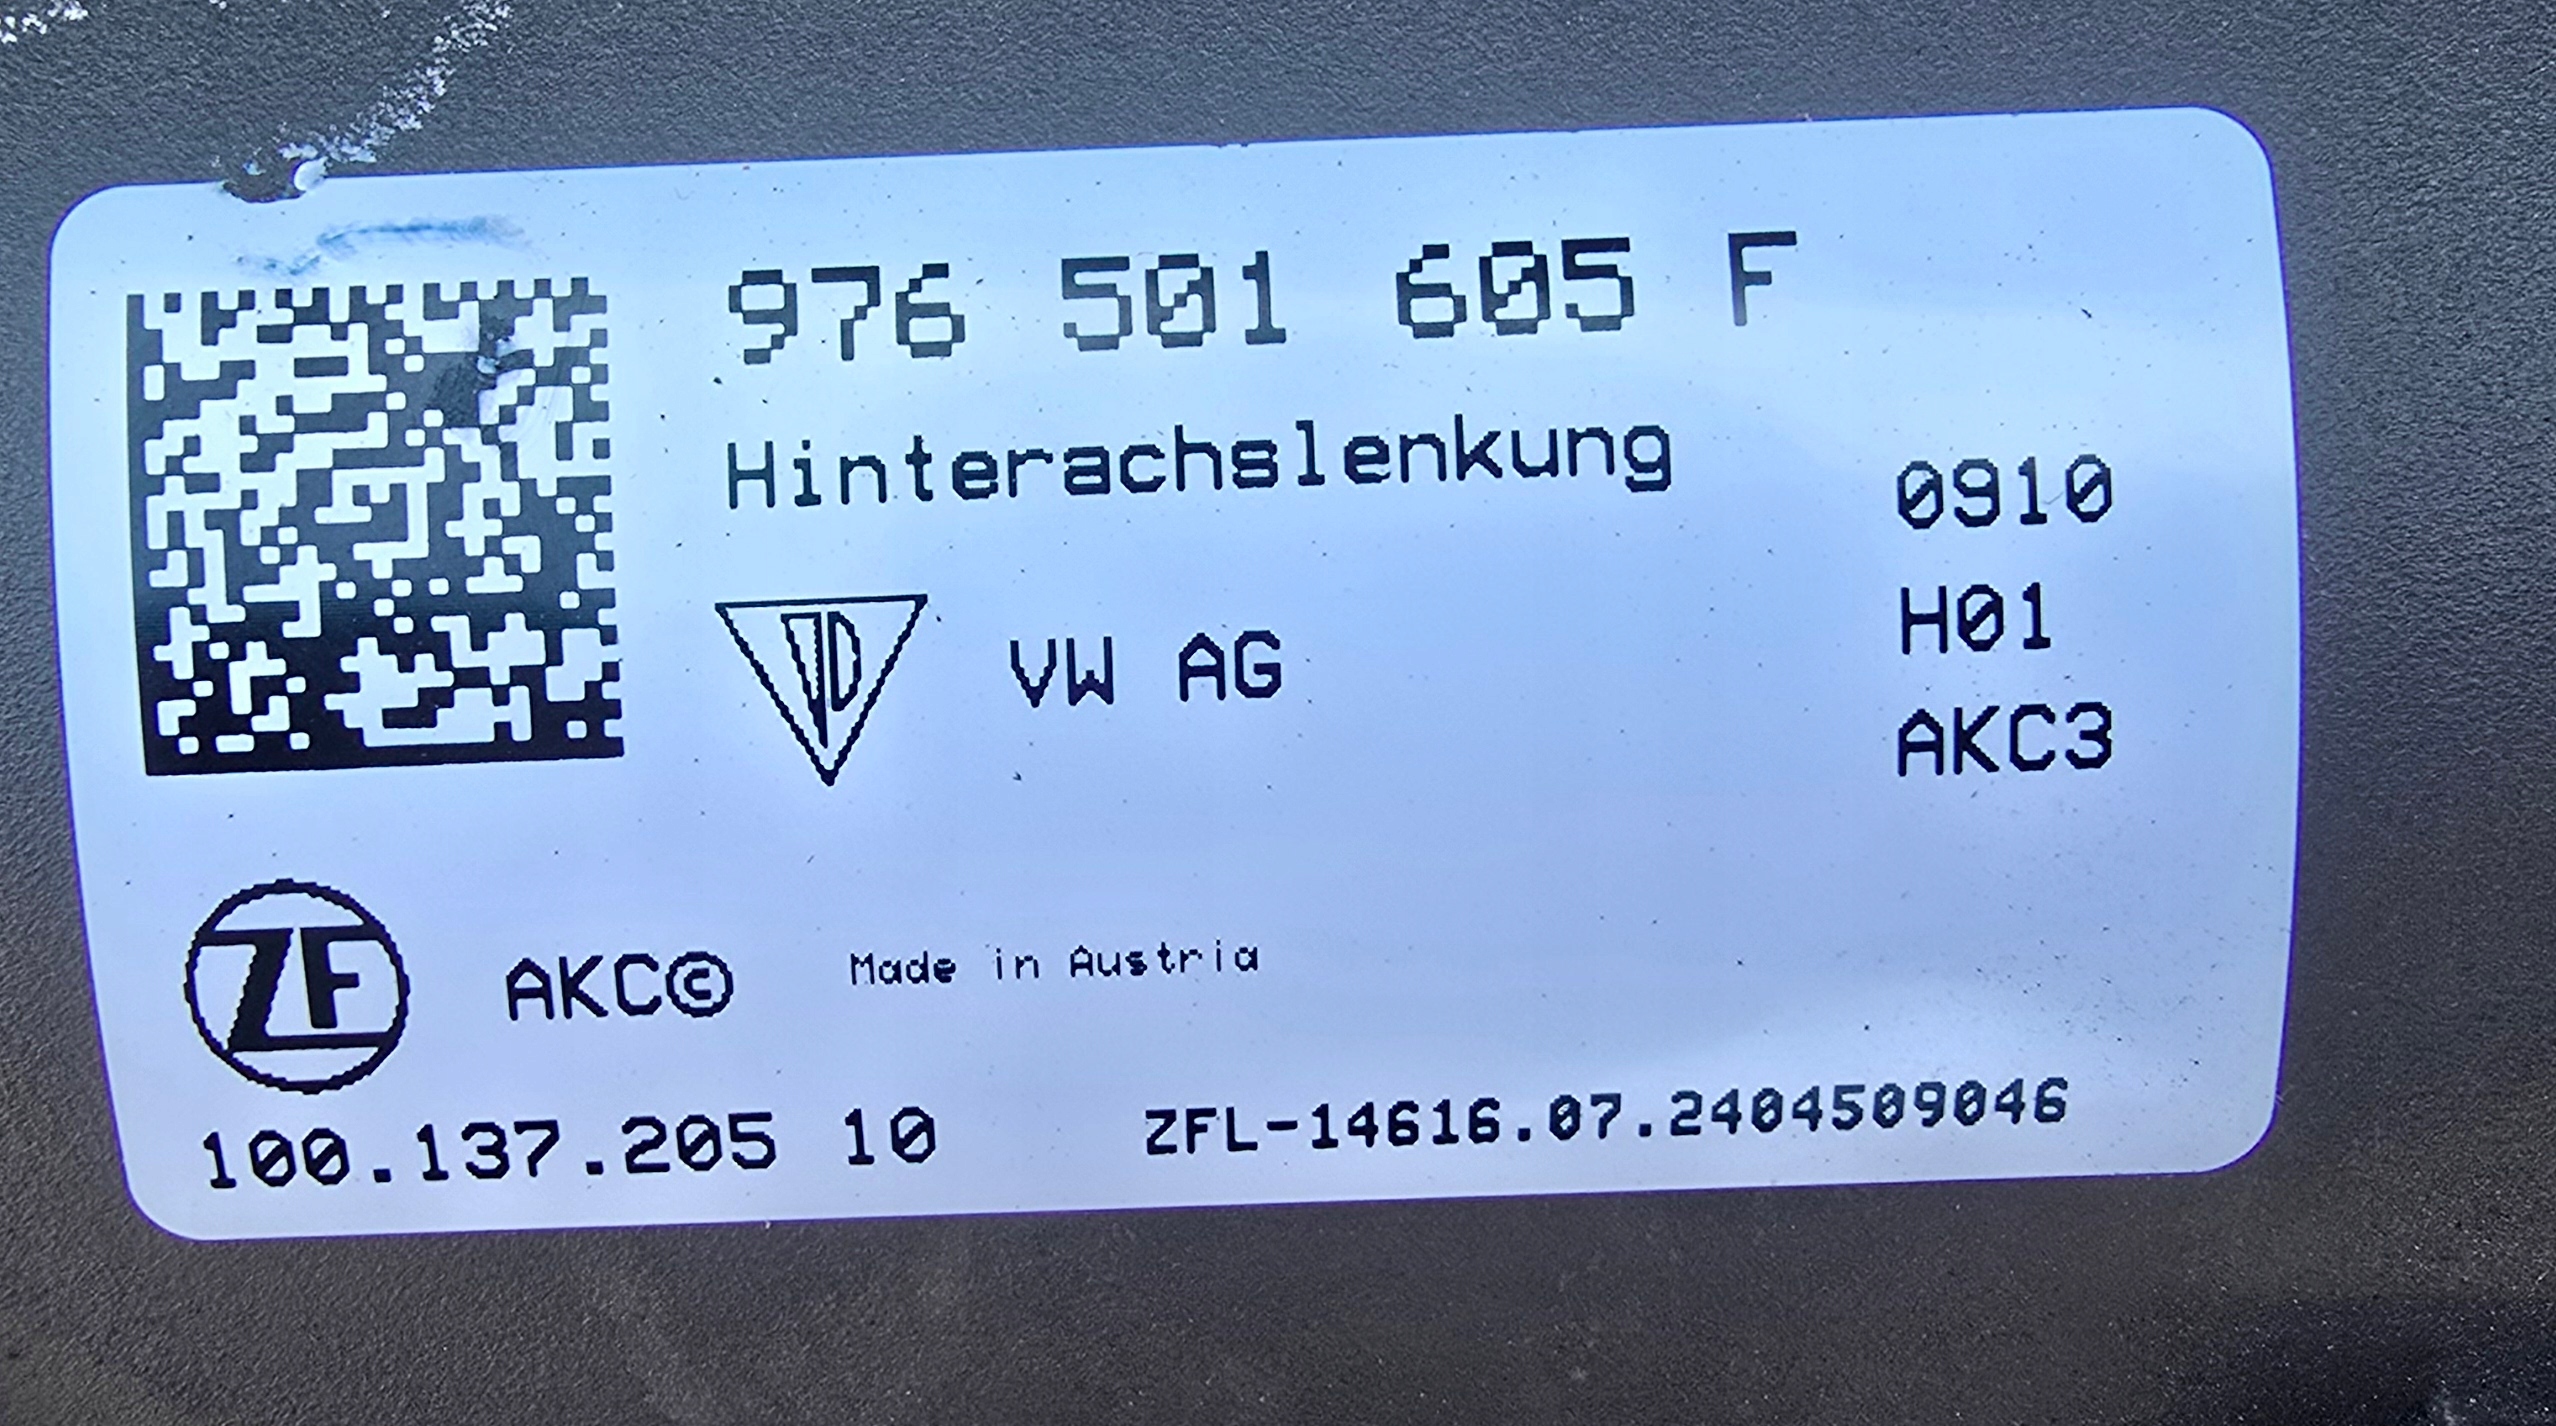 976 501 605 F
Hinterachslenkung
0910
VW AG
H01
AKC3
ZF
AKC©
Made in Austria
100.137.205 10
ZFL-14616.07.2404509046